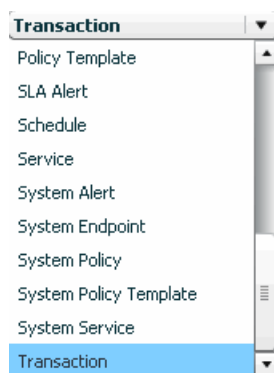 Transaction
Policy Template
SLA Alert
Schedule
Service
System Alert
System Endpoint
System Policy
System Policy Template
System Service
Transaction